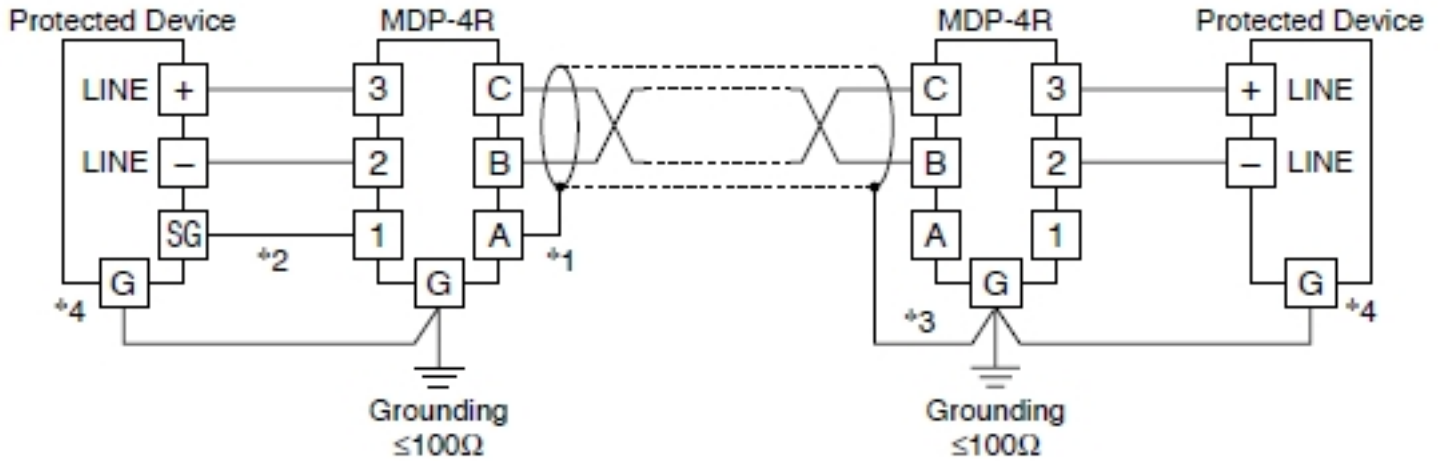 Protected Device MDP-4R MDP-4R Protected Device
LINE + 3 C C 3 + LINE
LINE – 2 B B 2 – LINE
SG *2 1 A *1 A 1
*4 G G *3 G G *4
Grounding Grounding
≤100Ω ≤100Ω